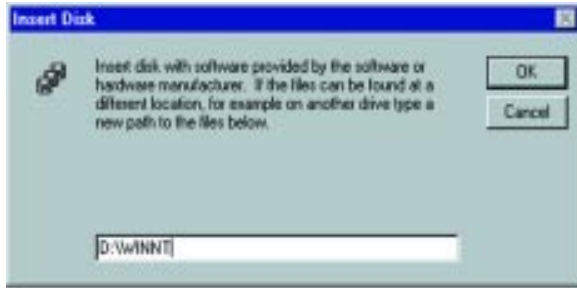 Insert Disk
Insert disk with software provided by the software or
hardware manufacturer. If the files can be found at a
different location, for example on another drive type a
new path to the files below.
OK
Cancel
D:\WINNT